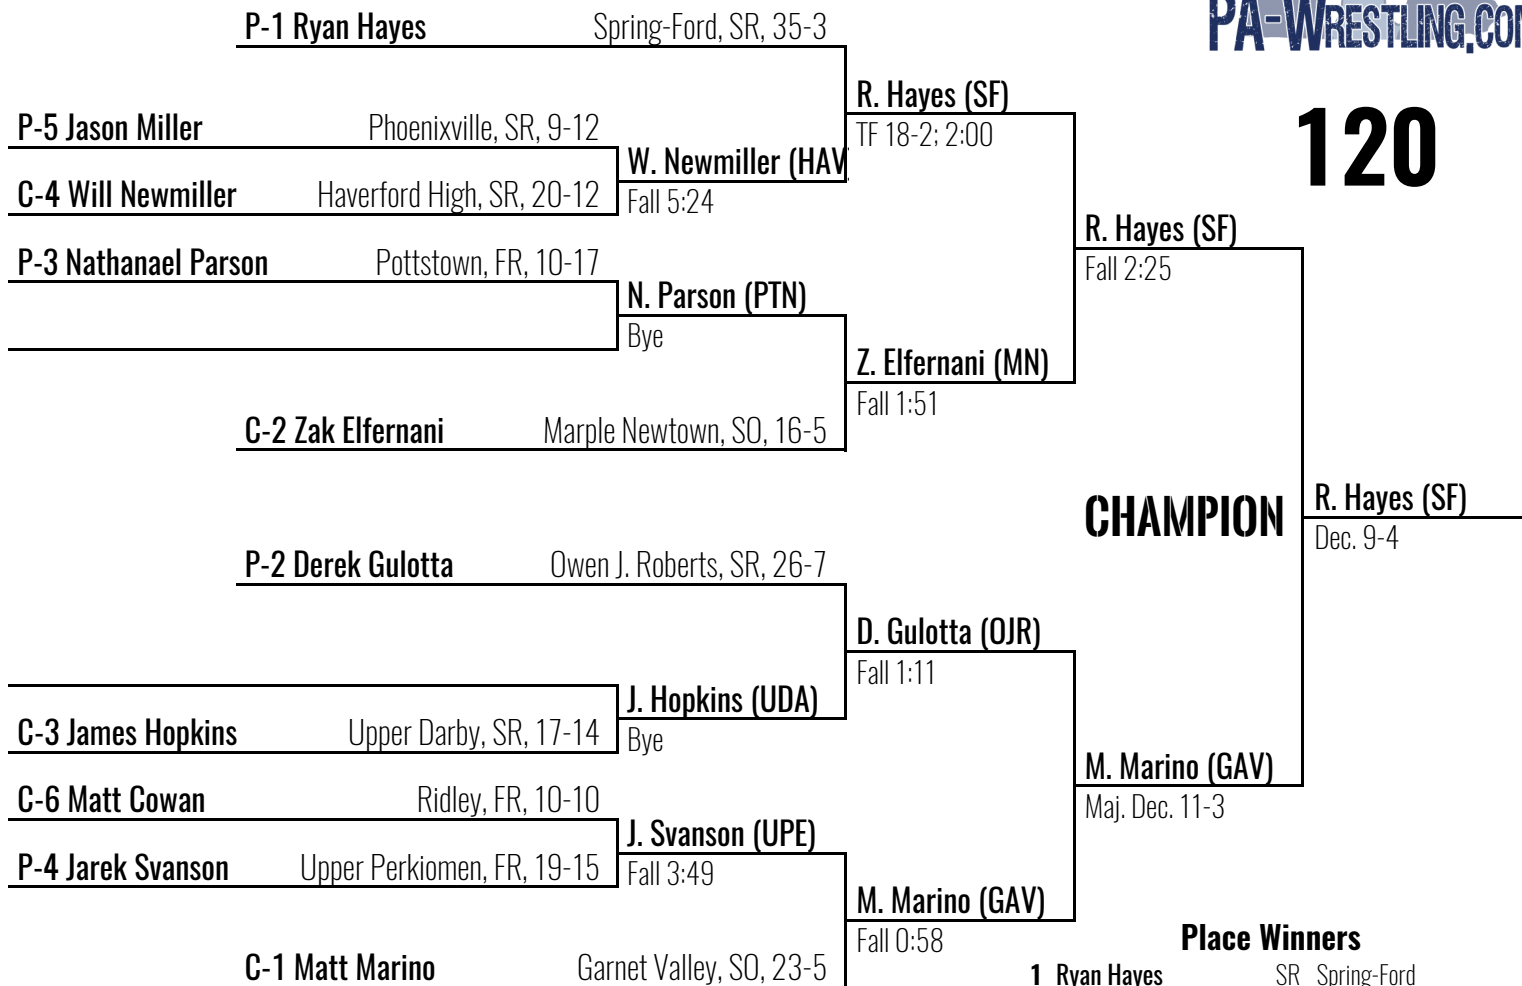 PA-WRESTLING.COM
120
P-1 Ryan Hayes Spring-Ford, SR, 35-3
R. Hayes (SF)
TF 18-2; 2:00
P-5 Jason Miller Phoenixville, SR, 9-12
W. Newmiller (HAV
Fall 5:24
C-4 Will Newmiller Haverford High, SR, 20-12
R. Hayes (SF)
Fall 2:25
P-3 Nathanael Parson Pottstown, FR, 10-17
N. Parson (PTN)
Bye
Z. Elfernani (MN)
Fall 1:51
C-2 Zak Elfernani Marple Newtown, SO, 16-5
CHAMPION
R. Hayes (SF)
Dec. 9-4
P-2 Derek Gulotta Owen J. Roberts, SR, 26-7
D. Gulotta (OJR)
Fall 1:11
J. Hopkins (UDA)
Bye
C-3 James Hopkins Upper Darby, SR, 17-14
M. Marino (GAV)
Maj. Dec. 11-3
C-6 Matt Cowan Ridley, FR, 10-10
J. Svanson (UPE)
Fall 3:49
P-4 Jarek Svanson Upper Perkiomen, FR, 19-15
M. Marino (GAV)
Fall 0:58
C-1 Matt Marino Garnet Valley, SO, 23-5
Place Winners
1 Ryan Hayes SR Spring-Ford